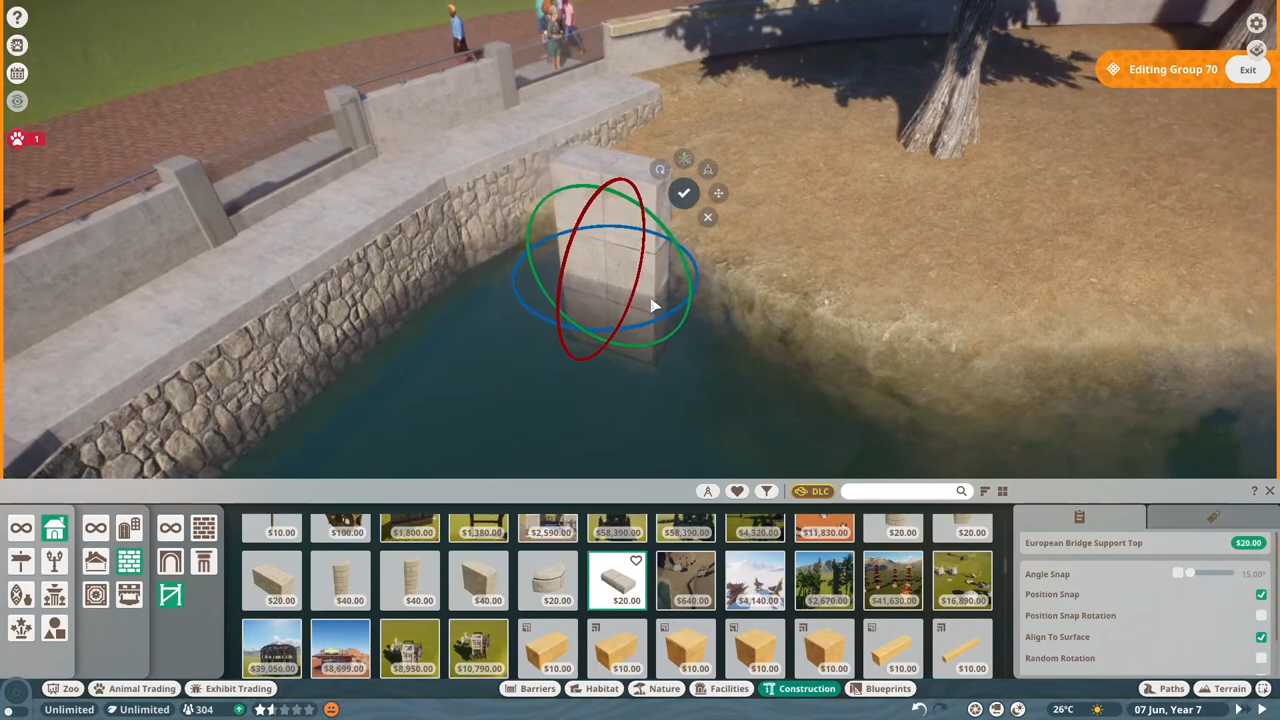 Editing Group 70
Exit
1
DLC
$10.00 $100.00 $1,800.00 $1,380.00 $2,590.00 $58,390.00 $58,390.00 $4,320.00 $11,830.00 $20.00 $20.00
$20.00 $40.00 $40.00 $40.00 $20.00 $20.00 $640.00 $4,140.00 $2,670.00 $41,630.00 $16,890.00
$39,050.00 $8,699.00 $8,950.00 $10,790.00 $10.00 $10.00 $10.00 $10.00 $10.00 $10.00 $10.00
European Bridge Support Top $20.00
Angle Snap 15.00°
Position Snap
Position Snap Rotation
Align To Surface
Random Rotation
Zoo Animal Trading Exhibit Trading Barriers Habitat Nature Facilities Construction Blueprints Paths Terrain
Unlimited Unlimited 304 26°C 07 Jun, Year 7